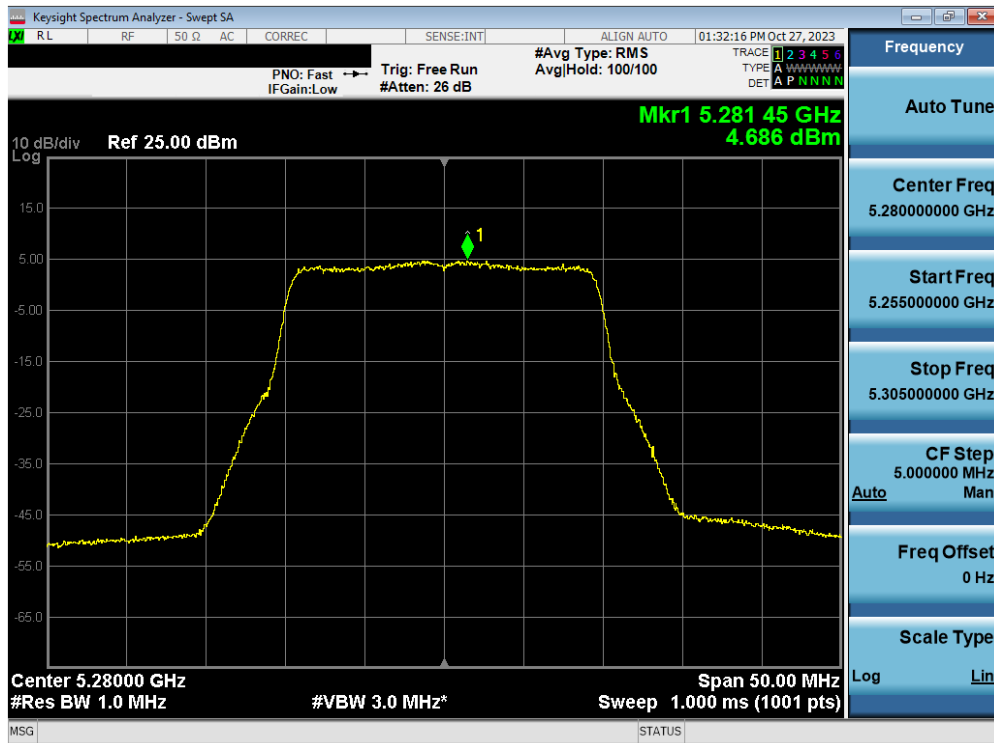 Keysight Spectrum Analyzer - Swept SA
LXI RL RF 50 Ω AC CORREC SENSE:INT ALIGN AUTO 01:32:16 PM Oct 27, 2023
PNO: Fast
IFGain:Low
Trig: Free Run
#Atten: 26 dB
#Avg Type: RMS
Avg|Hold: 100/100
TRACE 1 2 3 4 5 6
TYPE A W W W W W W
DET A P N N N N
Mkr1 5.281 45 GHz
4.686 dBm
10 dB/div Ref 25.00 dBm
Log
15.0
5.00
-5.00
-15.0
-25.0
-35.0
-45.0
-55.0
-65.0
1
Center 5.28000 GHz Span 50.00 MHz
#Res BW 1.0 MHz #VBW 3.0 MHz* Sweep 1.000 ms (1001 pts)
MSG STATUS
Frequency
Auto Tune
Center Freq
5.280000000 GHz
Start Freq
5.255000000 GHz
Stop Freq
5.305000000 GHz
CF Step
5.000000 MHz
Auto Man
Freq Offset
0 Hz
Scale Type
Log Lin